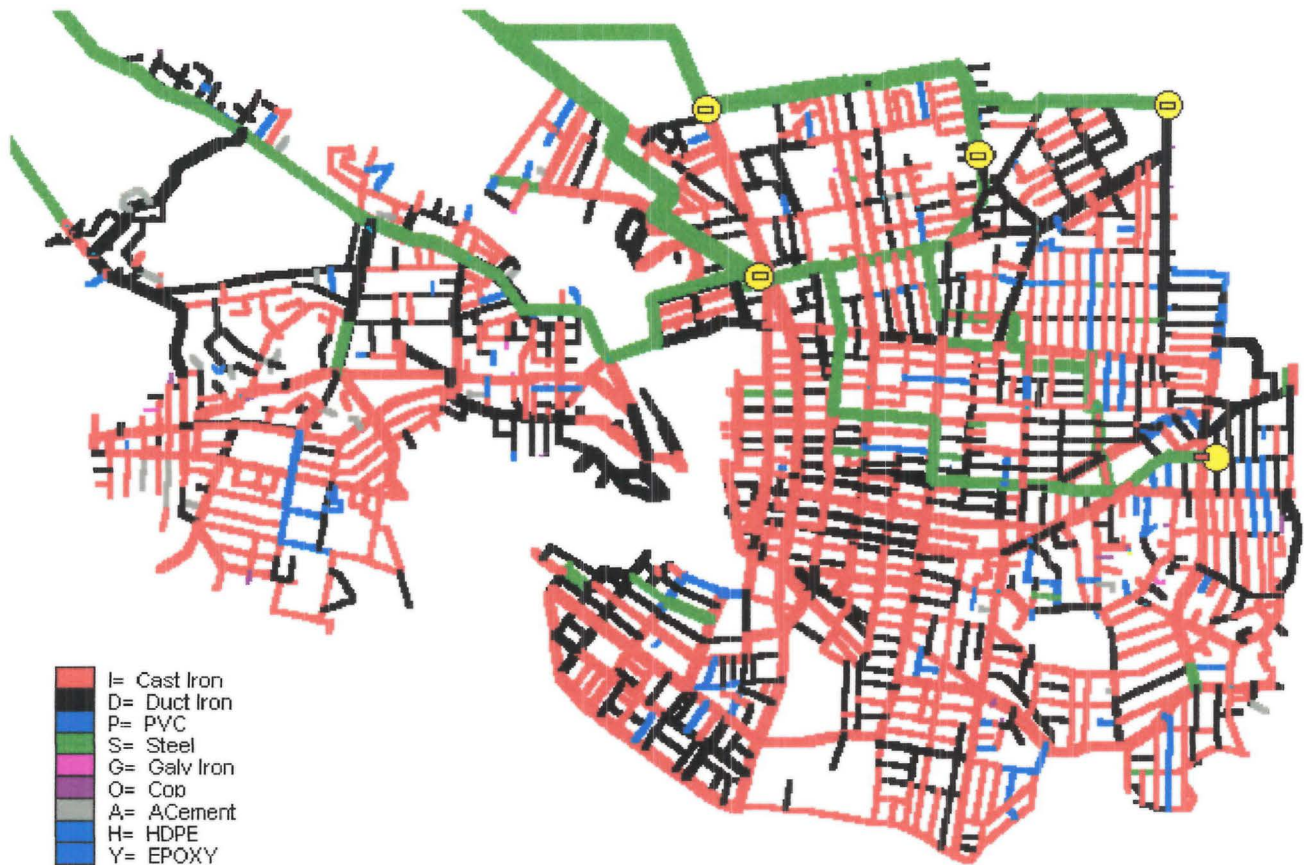 I= Cast Iron
D= Duct Iron
P= PVC
S= Steel
G= Galv Iron
O= Cop
A= ACement
H= HDPE
Y= EPOXY